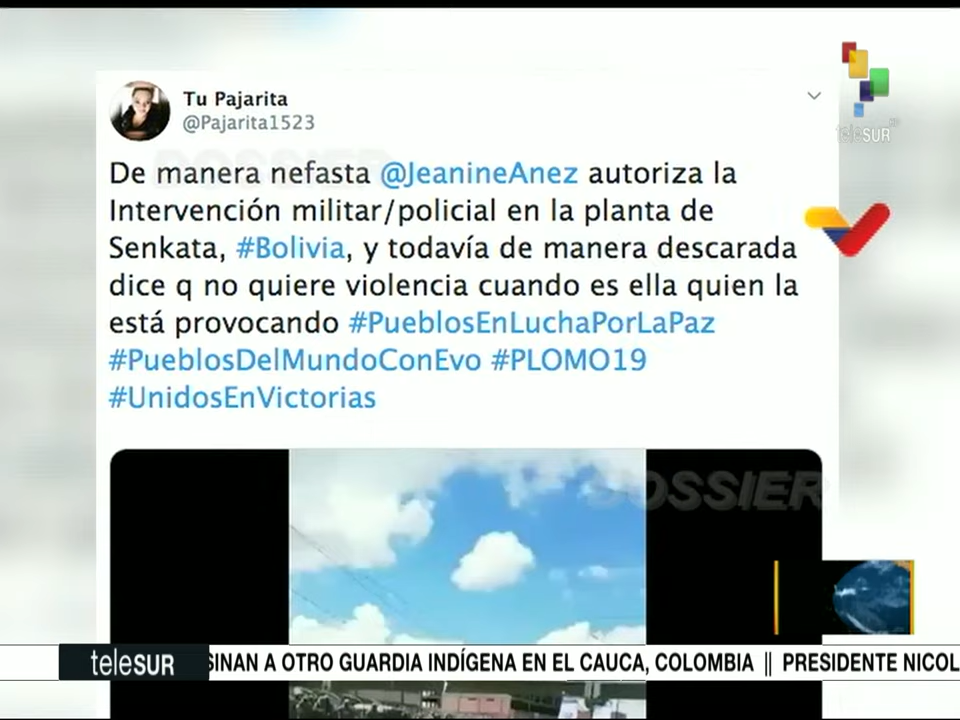 Tu Pajarita
@Pajarita1523
De manera nefasta @JeanineAnez autoriza la
Intervención militar/policial en la planta de
Senkata, #Bolivia, y todavía de manera descarada
dice q no quiere violencia cuando es ella quien la
está provocando #PueblosEnLuchaPorLaPaz
#PueblosDelMundoConEvo #PLOMO19
#UnidosEnVictorias
teleSUR
DOSSIER
DOSSIER
teleSUR
SINAN A OTRO GUARDIA INDÍGENA EN EL CAUCA, COLOMBIA || PRESIDENTE NICOL